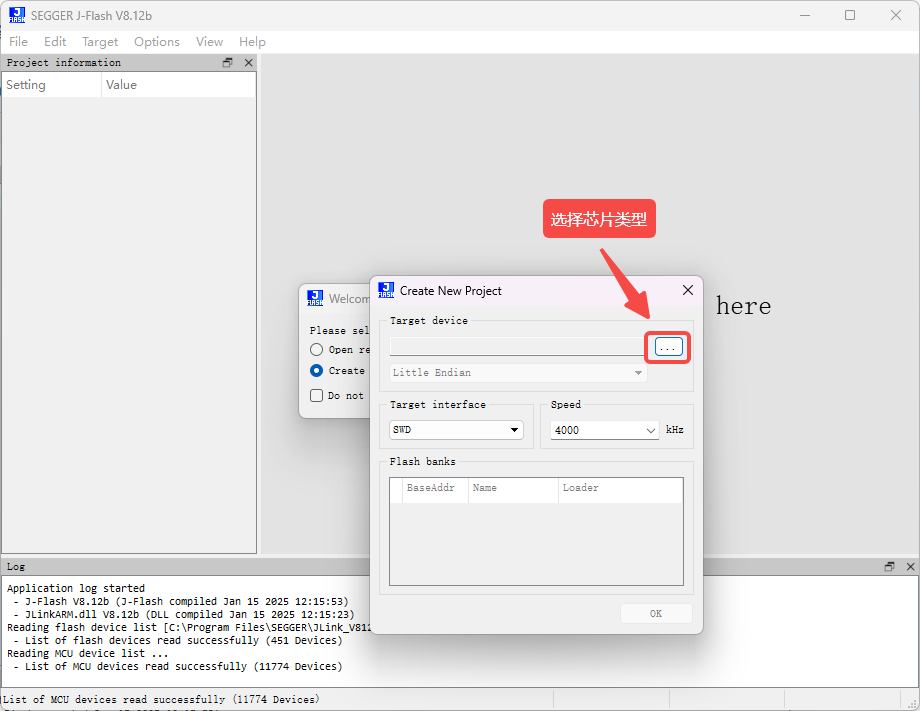 SEGGER J-Flash V8.12b
File Edit Target Options View Help
Project information
Setting Value
选择芯片类型
here
Welcom
Please sel
Open re
Create
Do not
Create New Project
Target device
...
Little Endian
Target interface
SWD
Speed
4000 kHz
Flash banks
BaseAddr Name Loader
OK
Log
Application log started
- J-Flash V8.12b (J-Flash compiled Jan 15 2025 12:15:53)
- JLinkARM.dll V8.12b (DLL compiled Jan 15 2025 12:15:23)
Reading flash device list [C:\Program Files\SEGGER\JLink_V812
- List of flash devices read successfully (451 Devices)
Reading MCU device list ...
- List of MCU devices read successfully (11774 Devices)
List of MCU devices read successfully (11774 Devices)